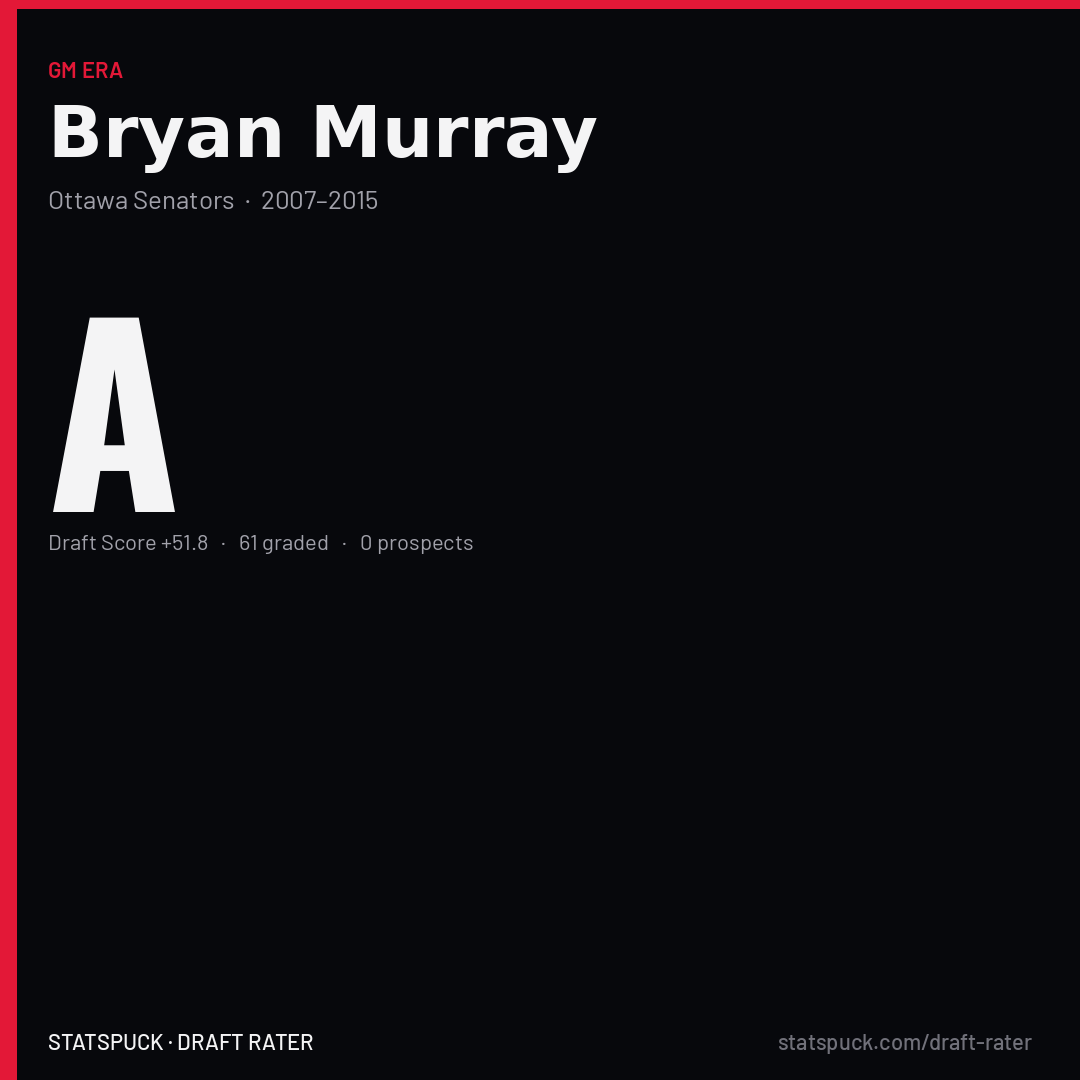 GM ERA
Bryan Murray
Ottawa Senators · 2007–2015
A
Draft Score +51.8 · 61 graded · 0 prospects
STATSPUCK · DRAFT RATER
statspuck.com/draft-rater